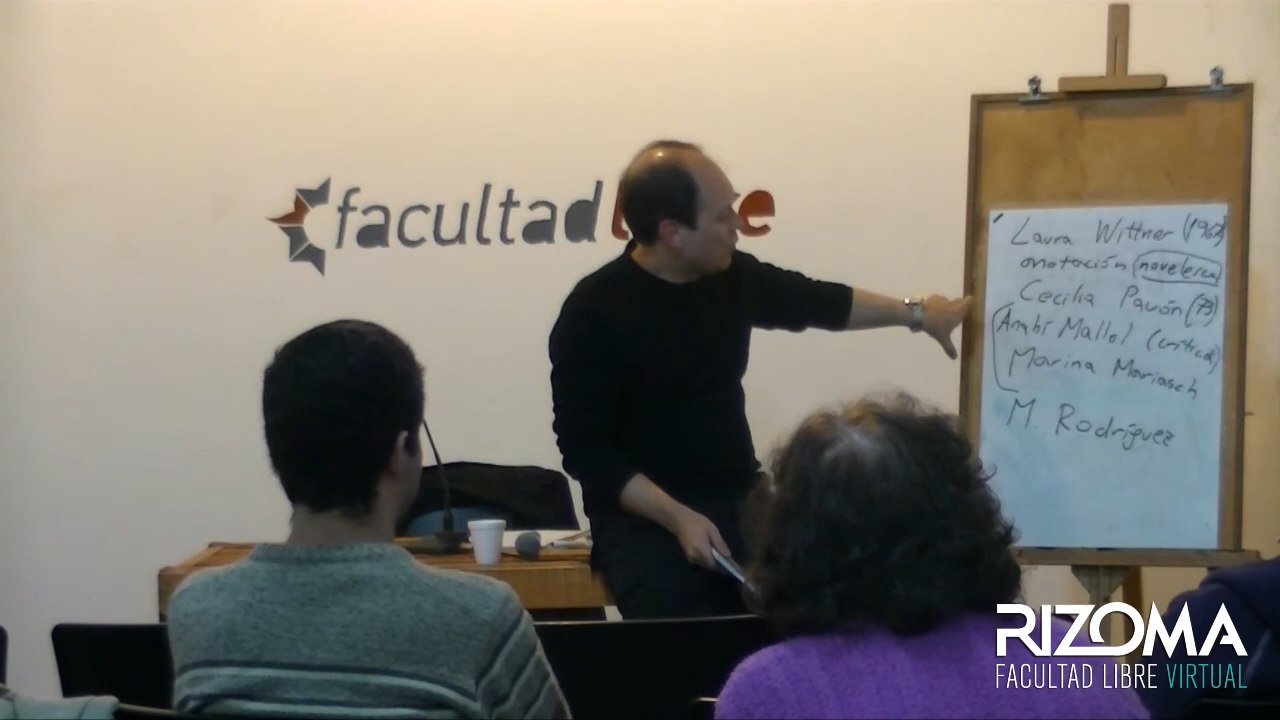 facultad
Laura Wittner (1967)
anotación novelesca
Cecilia Pavón (73)
Anahí Mallol (crítica)
Marina Mariasch
M. Rodríguez
RIZOMA
FACULTAD LIBRE VIRTUAL